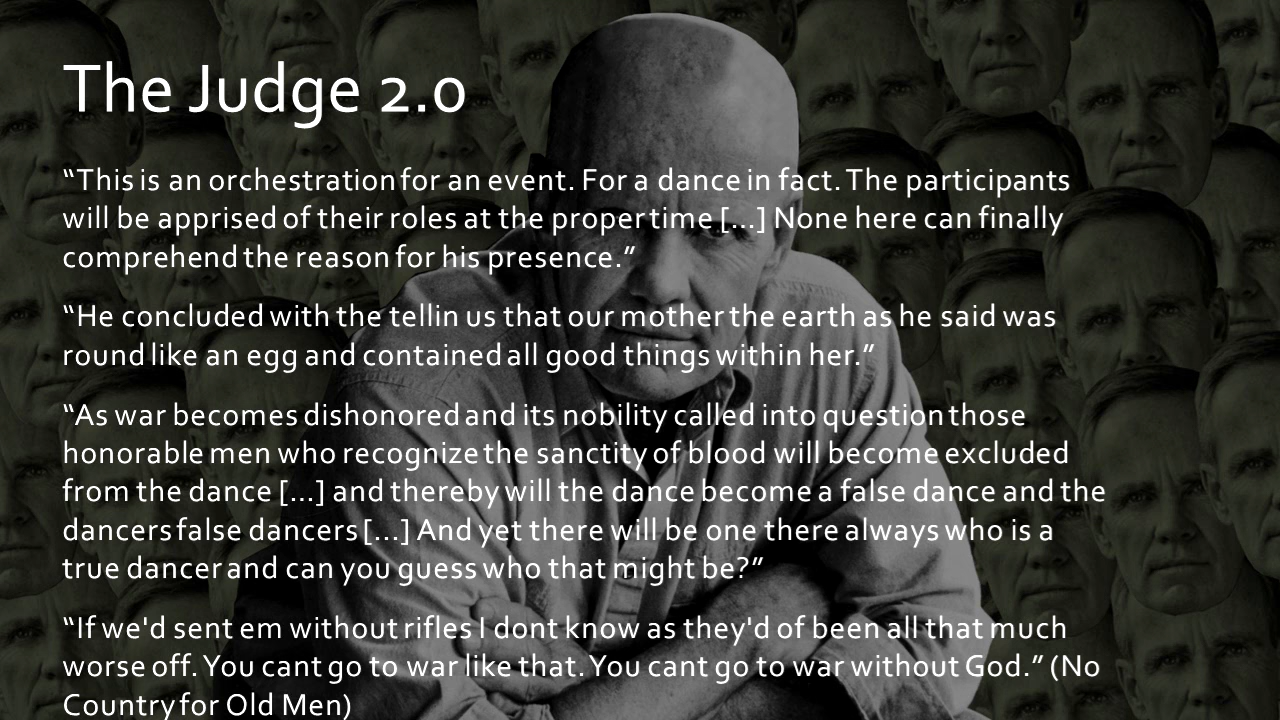 The Judge 2.0
“This is an orchestration for an event. For a dance in fact. The participants
will be apprised of their roles at the proper time […] None here can finally
comprehend the reason for his presence.”
“He concluded with the tellin us that our mother the earth as he said was
round like an egg and contained all good things within her.”
“As war becomes dishonored and its nobility called into question those
honorable men who recognize the sanctity of blood will become excluded
from the dance […] and thereby will the dance become a false dance and the
dancers false dancers […] And yet there will be one there always who is a
true dancer and can you guess who that might be?”
“If we'd sent em without rifles I dont know as they'd of been all that much
worse off. You cant go to war like that. You cant go to war without God.” (No
Country for Old Men)